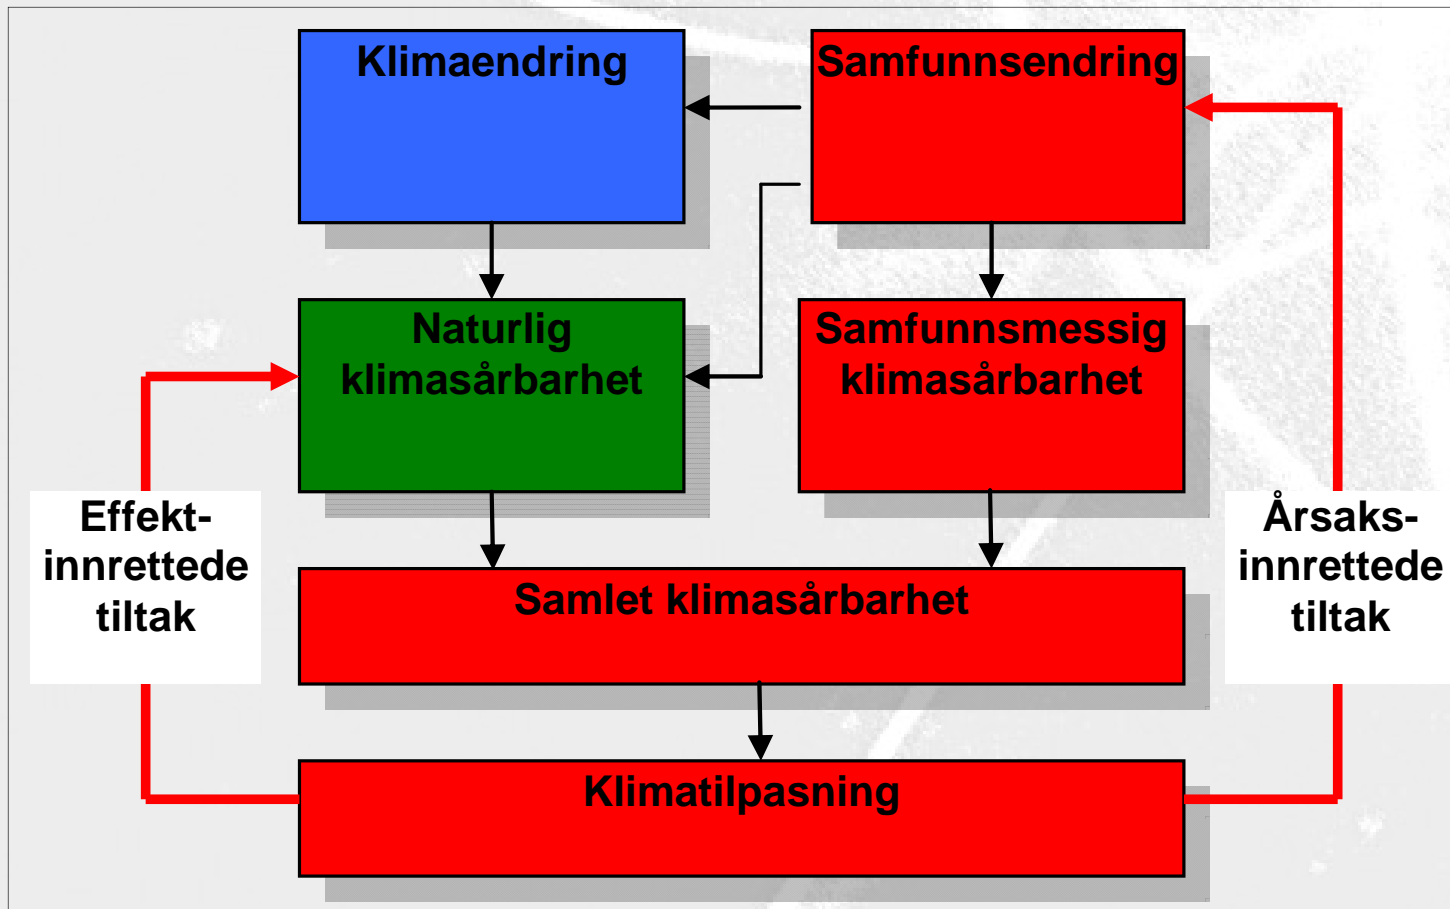 Klimaendring
Samfunnsendring
Naturlig
klimasårbarhet
Samfunnsmessig
klimasårbarhet
Effekt-
innrettede
tiltak
Årsaks-
innrettede
tiltak
Samlet klimasårbarhet
Klimatilpasning